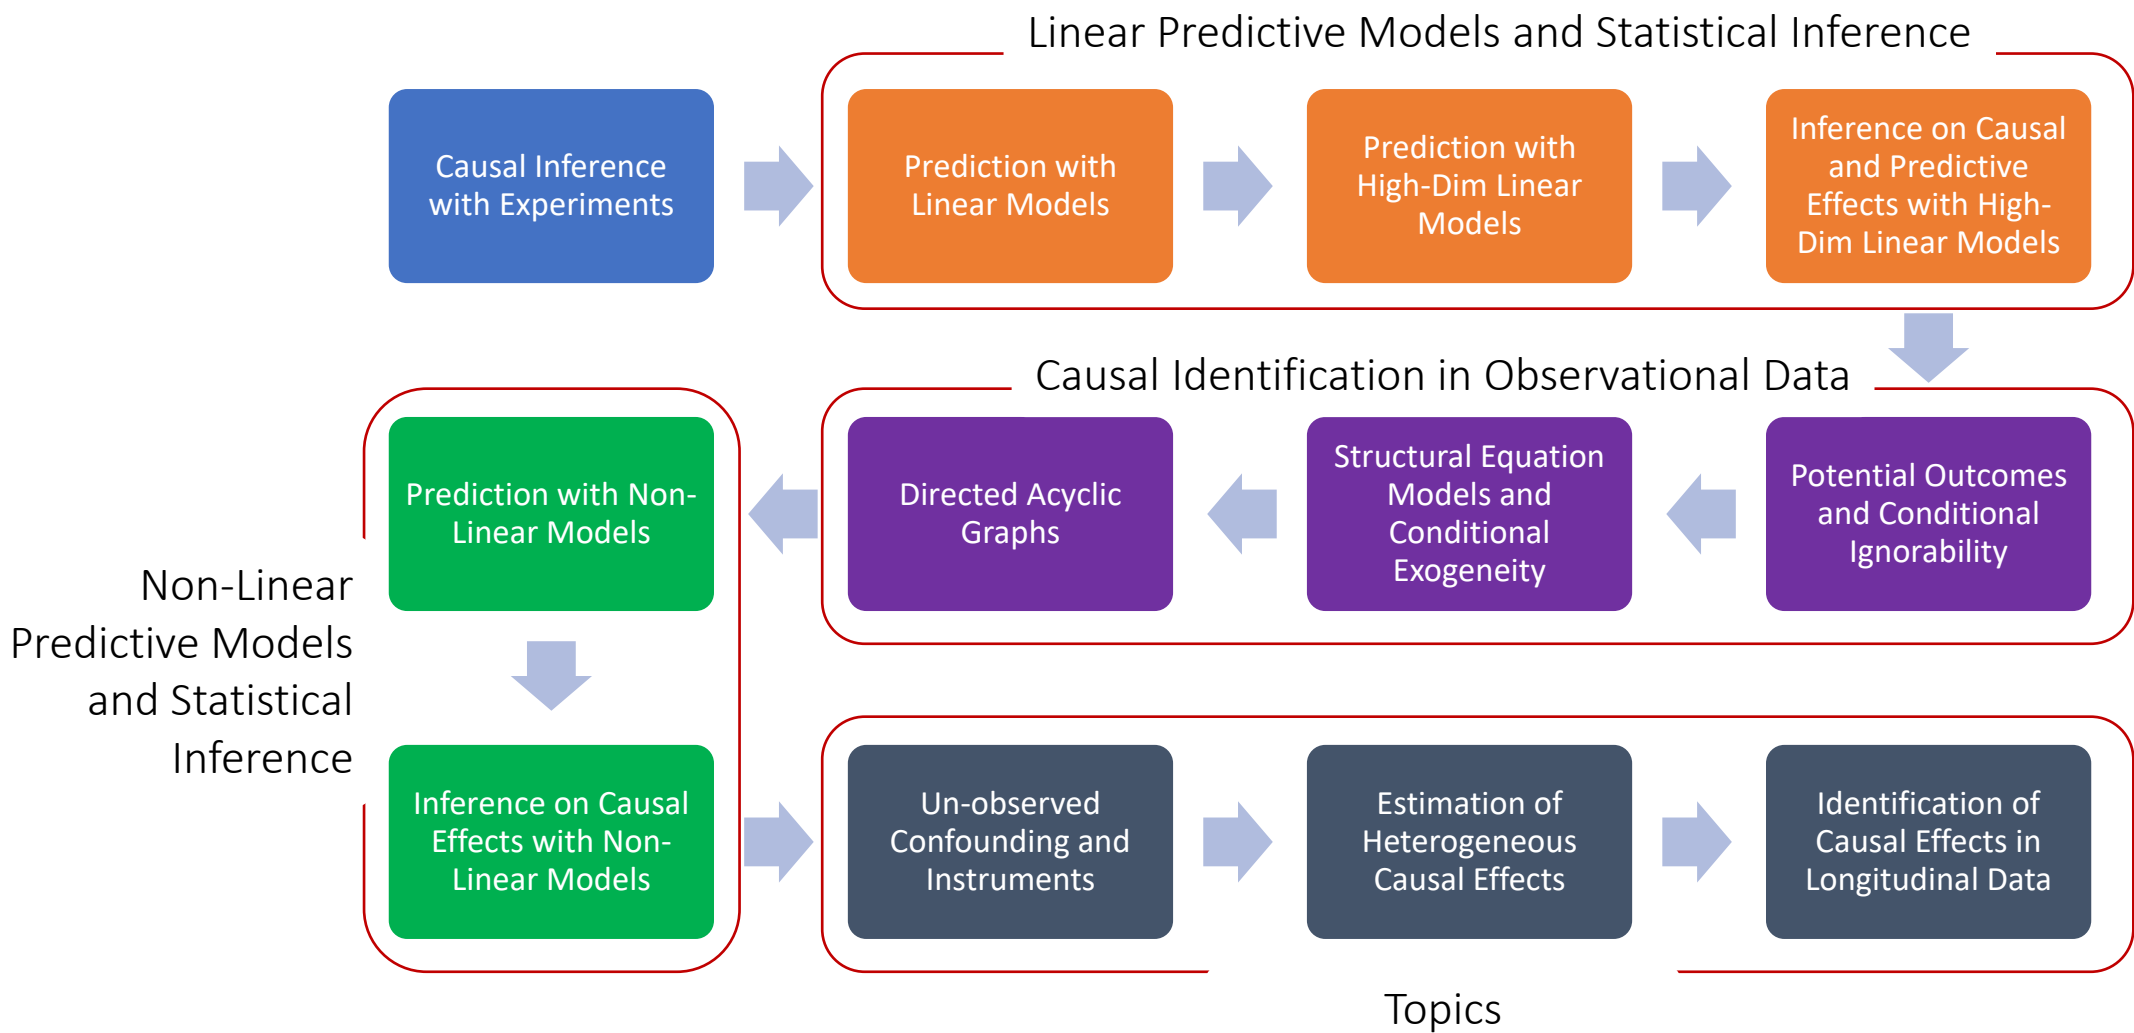 Linear Predictive Models and Statistical Inference
Causal Inference
with Experiments
Prediction with
Linear Models
Prediction with
High-Dim Linear
Models
Inference on Causal
and Predictive
Effects with High-
Dim Linear Models
Causal Identification in Observational Data
Potential Outcomes
and Conditional
Ignorability
Structural Equation
Models and
Conditional
Exogeneity
Directed Acyclic
Graphs
Prediction with Non-
Linear Models
Non-Linear
Predictive Models
and Statistical
Inference
Inference on Causal
Effects with Non-
Linear Models
Un-observed
Confounding and
Instruments
Estimation of
Heterogeneous
Causal Effects
Identification of
Causal Effects in
Longitudinal Data
Topics